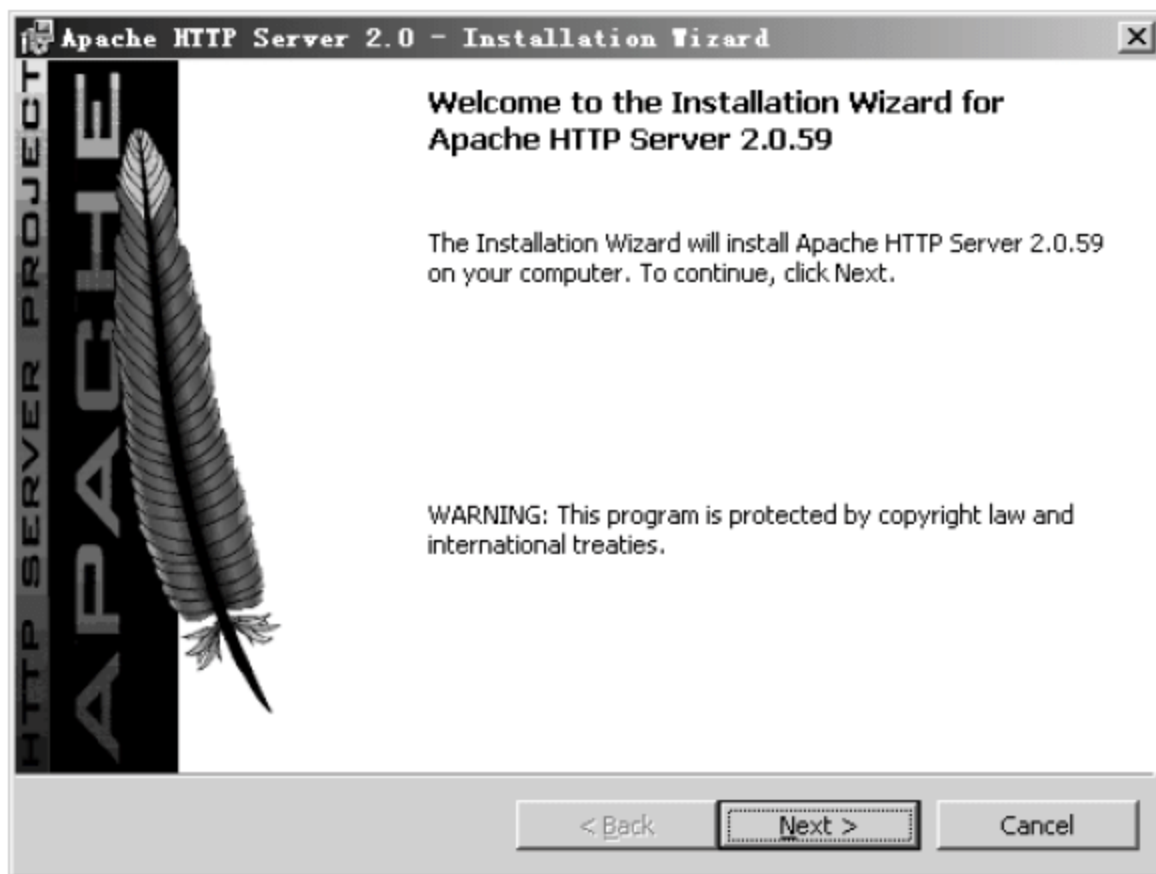 Apache HTTP Server 2.0 - Installation Wizard
HTTP SERVER PROJECT
APACHE
Welcome to the Installation Wizard for
Apache HTTP Server 2.0.59
The Installation Wizard will install Apache HTTP Server 2.0.59
on your computer. To continue, click Next.
WARNING: This program is protected by copyright law and
international treaties.
< Back
Next >
Cancel